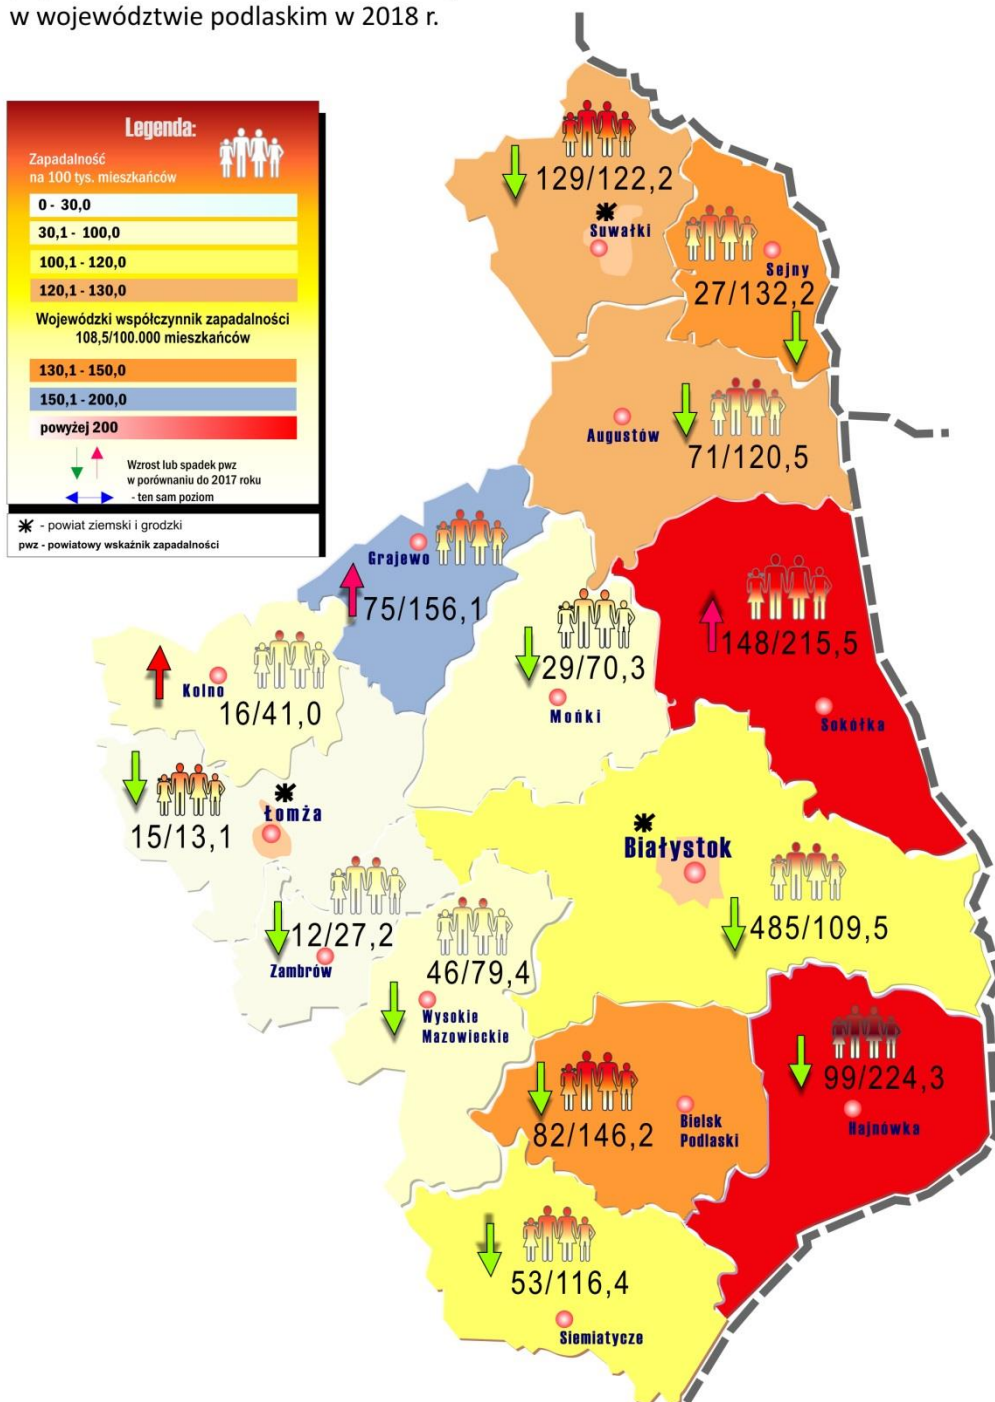 w województwie podlaskim w 2018 r.
Legenda:
Zapadalność
na 100 tys. mieszkańców
0 - 30,0
30,1 - 100,0
100,1 - 120,0
120,1 - 130,0
Wojewódzki współczynnik zapadalności
108,5/100.000 mieszkańców
130,1 - 150,0
150,1 - 200,0
powyżej 200
Wzrost lub spadek pwz
w porównaniu do 2017 roku
- ten sam poziom
- powiat ziemski i grodzki
pwz - powiatowy wskaźnik zapadalności
129/122,2
Suwałki
Sejny
27/132,2
Augustów
71/120,5
Grajewo
75/156,1
148/215,5
Sokółka
29/70,3
Mońki
Kolno
16/41,0
15/13,1
Łomża
Białystok
485/109,5
12/27,2
Zambrów
46/79,4
Wysokie
Mazowieckie
99/224,3
Hajnówka
82/146,2
Bielsk
Podlaski
53/116,4
Siemiatycze